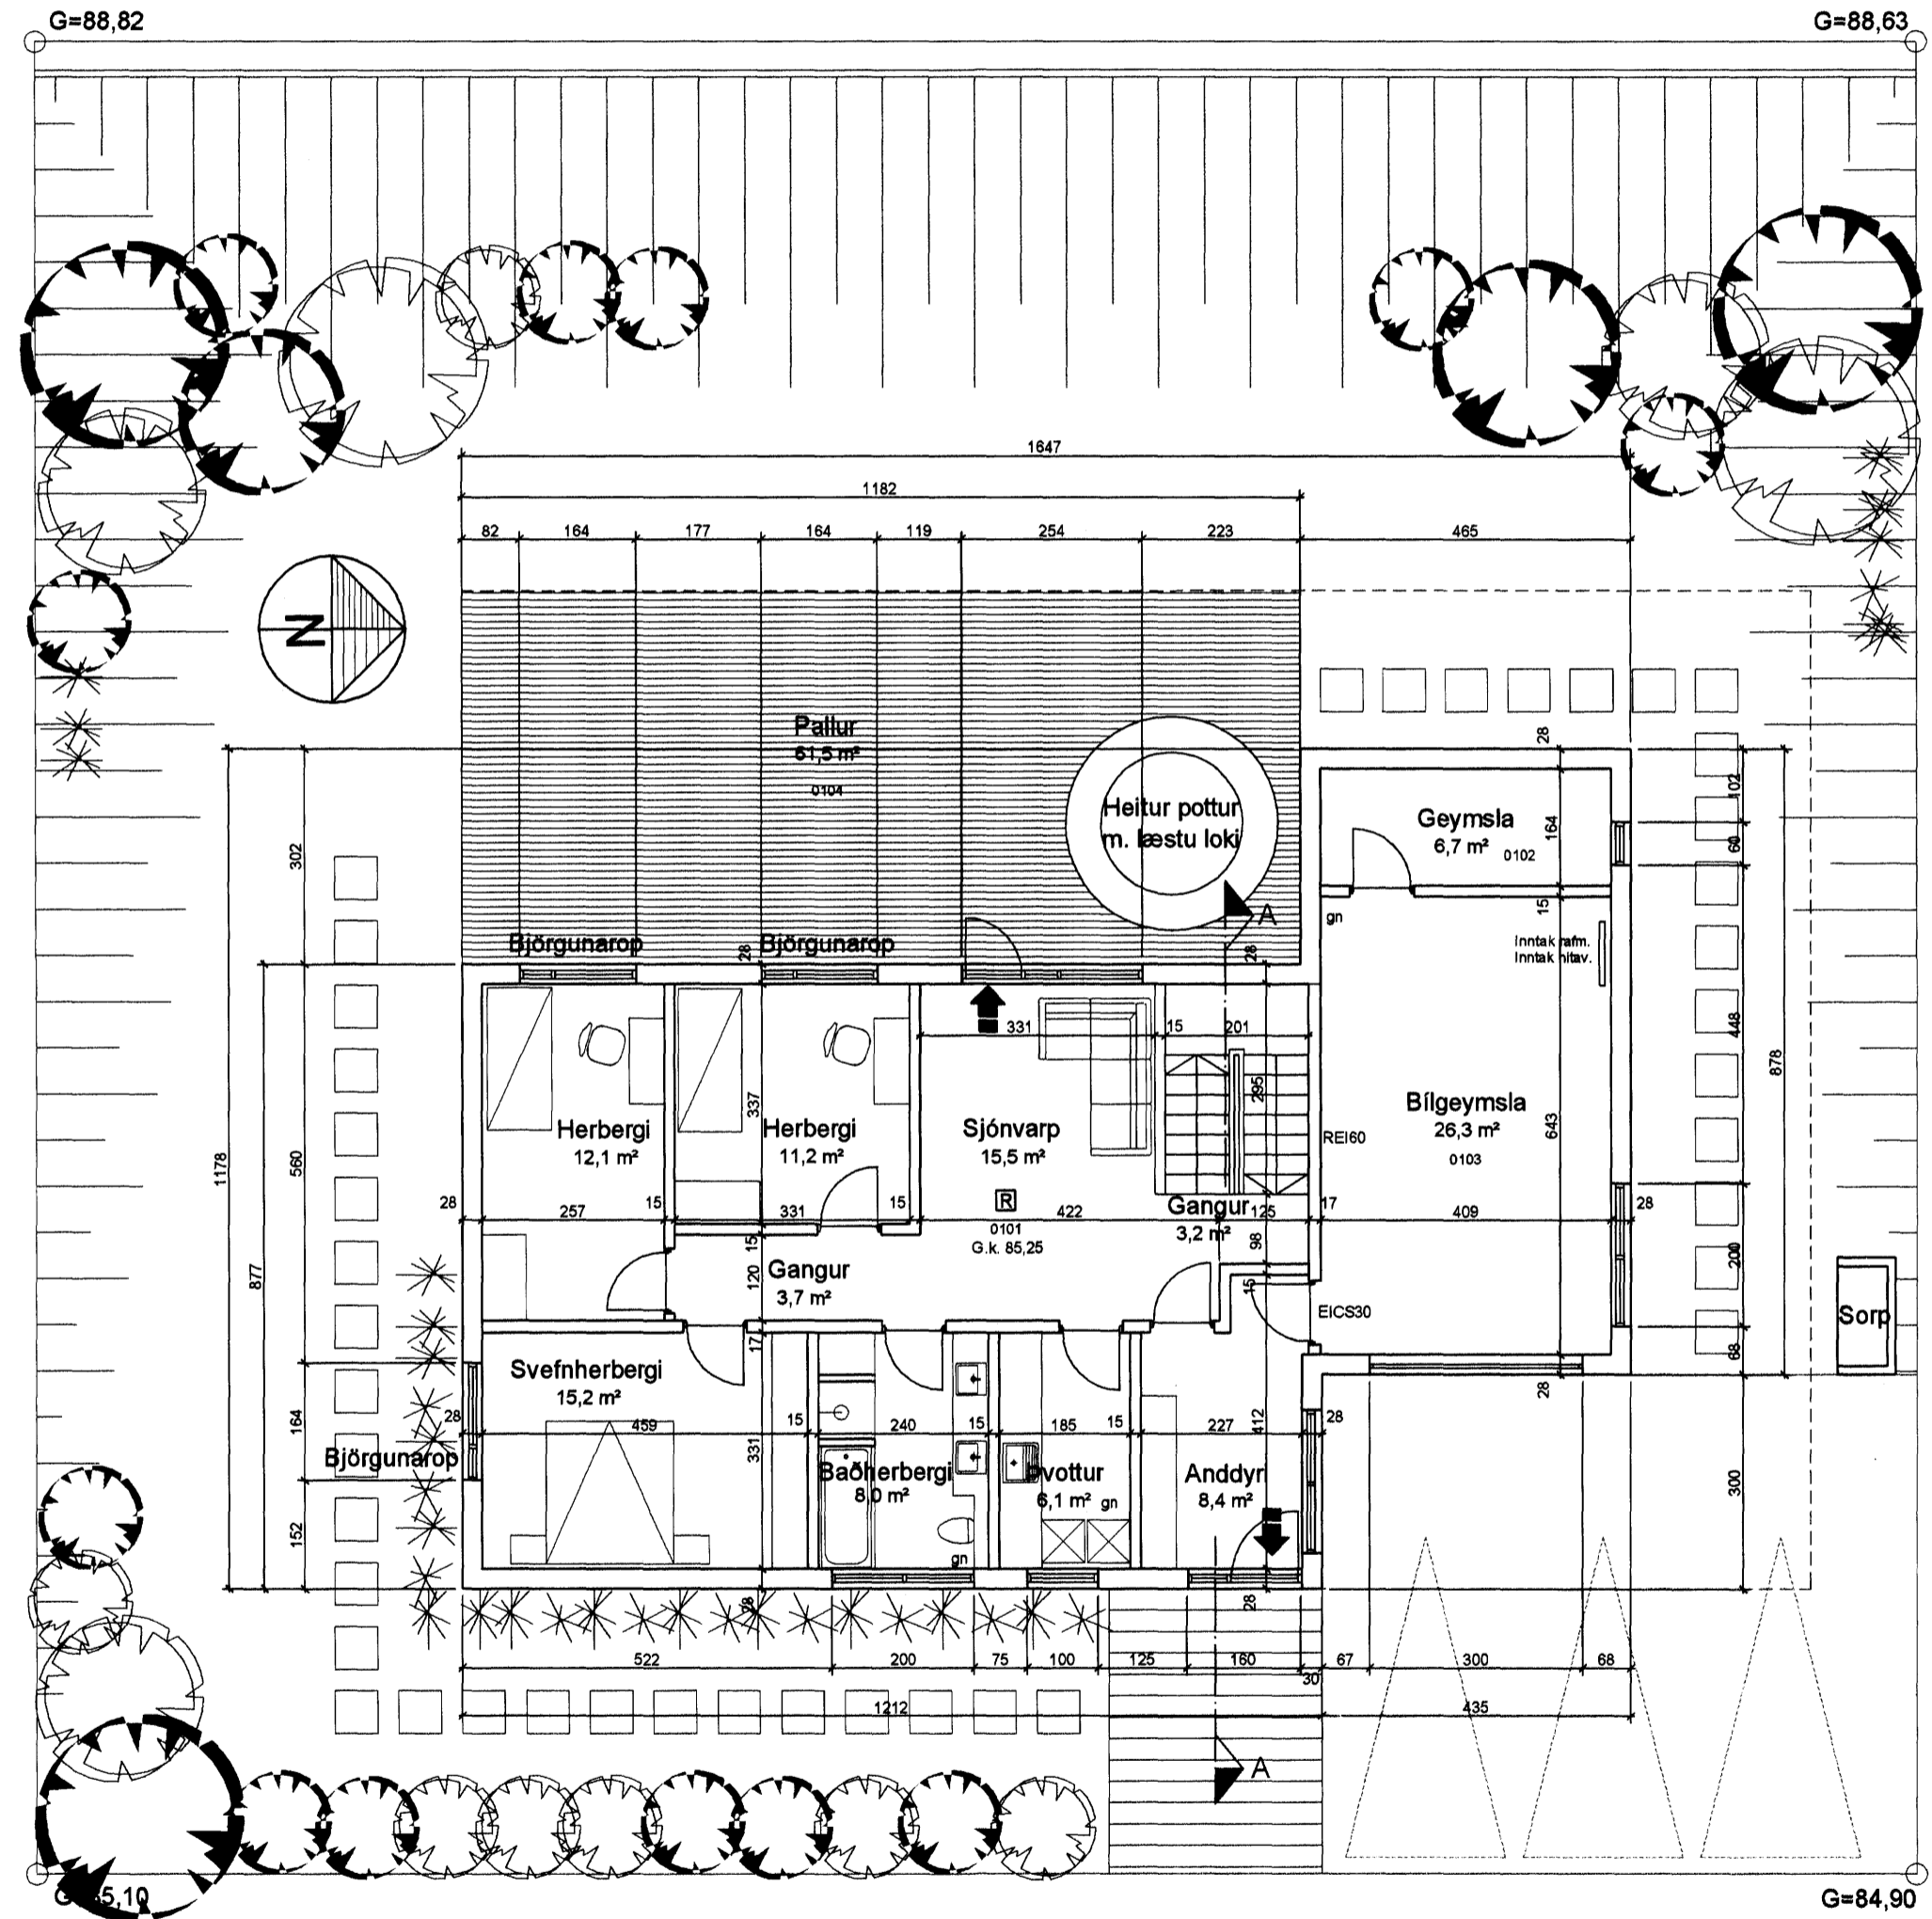 G=88,82
G=88,63
1647
1182
82 164 177 164 119 254 223 465
N
Pallur
61,5 m²
0104
Heitur pottur
m. læstu loki
28
Geymsla
6,7 m²
0102
164
102
60
302
A
gn
15
Inntak rafm.
Inntak hitav.
Björgunarop
28
Björgunarop
28
331 15 201
295
448
878
337
Herbergi
12,1 m²
Herbergi
11,2 m²
Sjónvarp
15,5 m²
Bílgeymsla
26,3 m²
0103
643
REI60
1178
560
877
28
257
15
331
15
R
422
0101
G.k. 85,25
Gangur
3,2 m²
125
98
17
409
28
15
120
Gangur
3,7 m²
15
200
EICS30
Sorp
17
68
Svefnherbergi
15,2 m²
28
28
459
15
240
15
185
15
227
412
28
164
331
Björgunarop
Baðherbergi
8,0 m²
gn
Þvottur
6,1 m²
gn
Anddyri
8,4 m²
300
152
28
28
522 200 75 100 125 160 67 300 68
30
1212
435
A
G=84,90